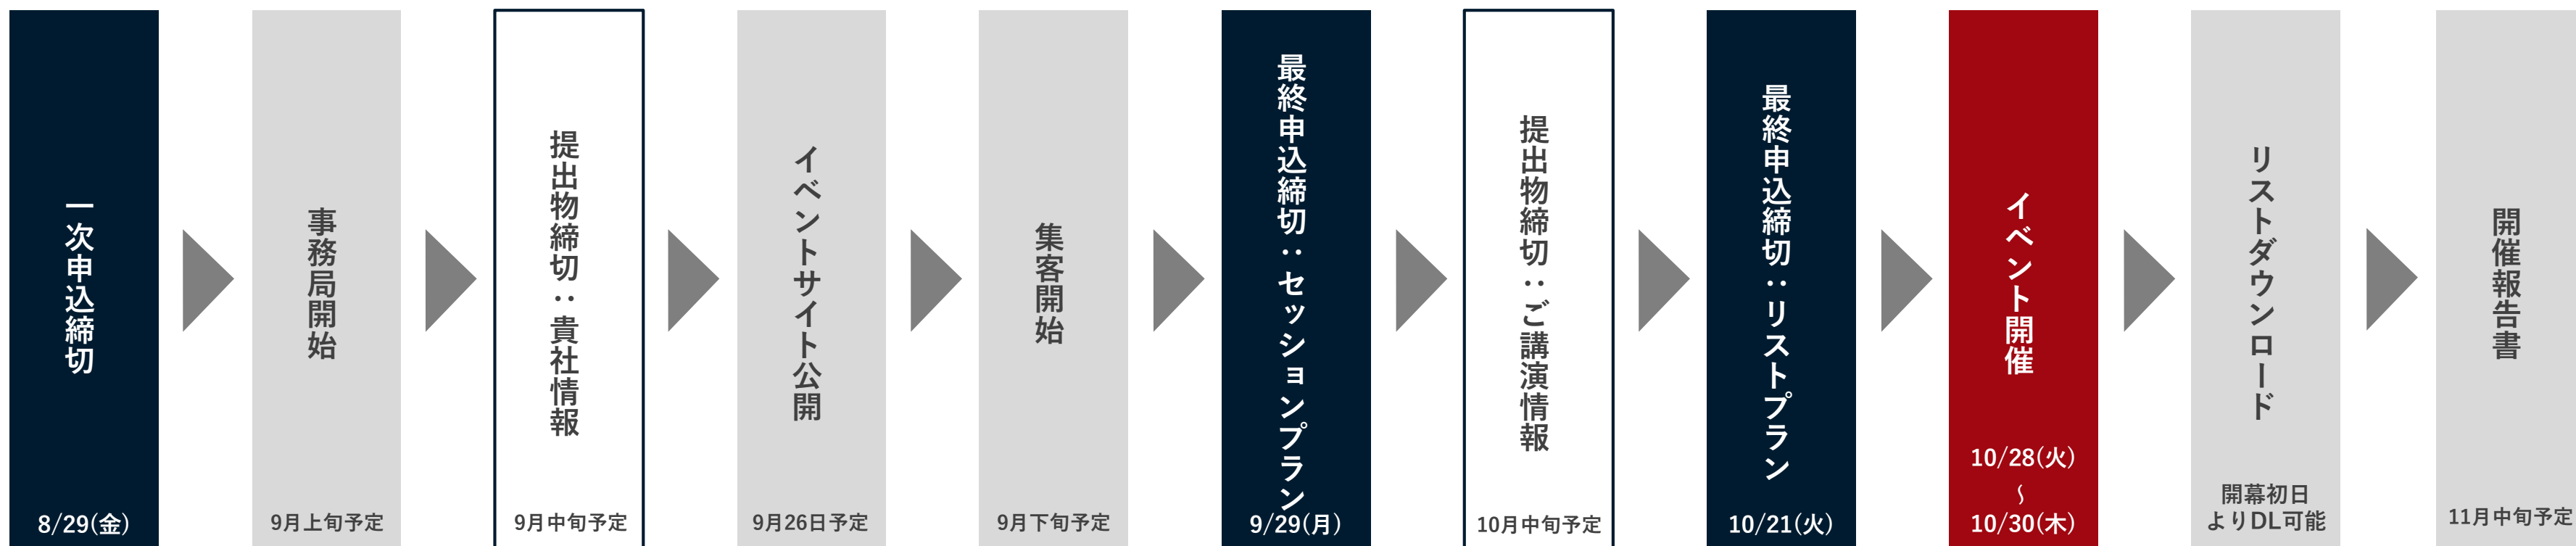 一次申込締切
8/29(金)
事務局開始
9月上旬予定
提出物締切：貴社情報
9月中旬予定
イベントサイト公開
9月26日予定
集客開始
9月下旬予定
最終申込締切：セッションプラン
9/29(月)
提出物締切：ご講演情報
10月中旬予定
最終申込締切：リストプラン
10/21(火)
イベント開催
10/28(火)
～
10/30(木)
リストダウンロード
開幕初日
よりDL可能
開催報告書
11月中旬予定